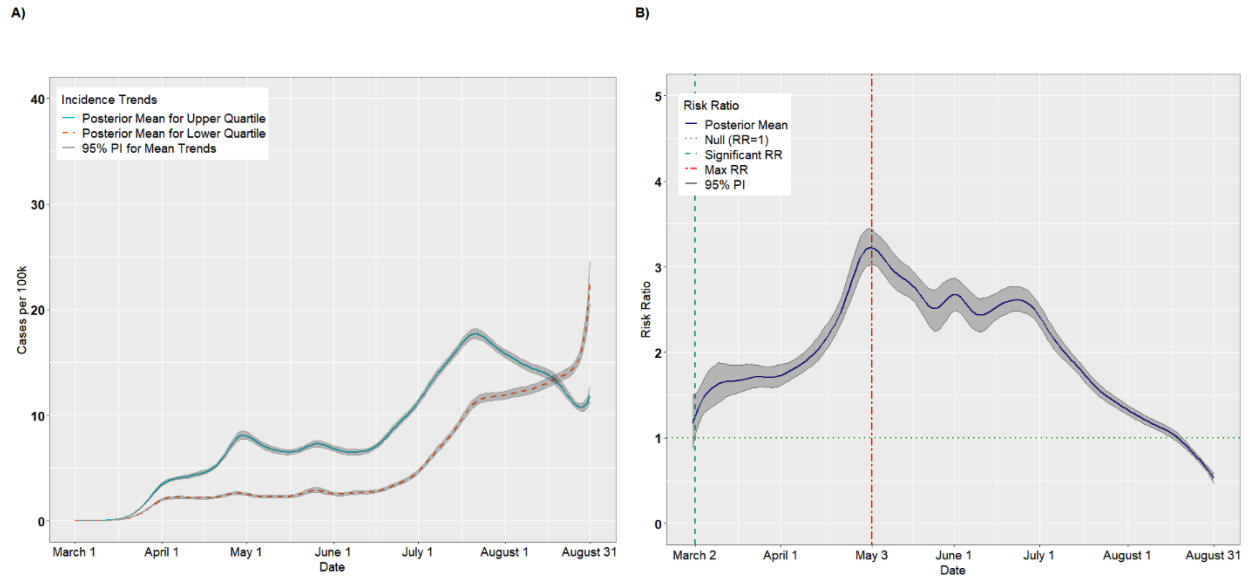 A)
Incidence Trends
Posterior Mean for Upper Quartile
Posterior Mean for Lower Quartile
95% PI for Mean Trends
Cases per 100k
40
30
20
10
0
March 1
April 1
May 1
June 1
July 1
August 1
August 31
Date
B)
Risk Ratio
Posterior Mean
Null (RR=1)
Significant RR
Max RR
95% PI
Risk Ratio
5
4
3
2
1
0
March 2
April 1
May 3
June 1
July 1
August 1
August 31
Date